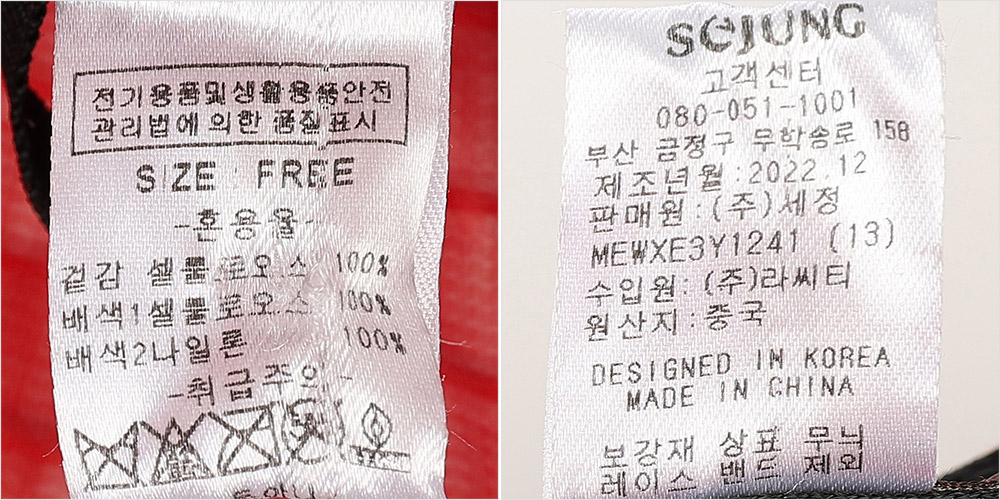 전기용품및생활용품안전
관리법에 의한 품질표시
SIZE : FREE
-혼용율-
겉감 셀룰로오스 100%
배색1셀룰로오스 100%
배색2나일론 100%
-취급주의-
SEJUNG
고객센터
080-051-1001
부산 금정구 무학송로 158
제조년월:2022.12
판매원:(주)세정
MEWXE3Y1241 (13)
수입원:(주)라씨티
원산지:중국
DESIGNED IN KOREA
MADE IN CHINA
보강재 상표 무늬
레이스 밴드 제외